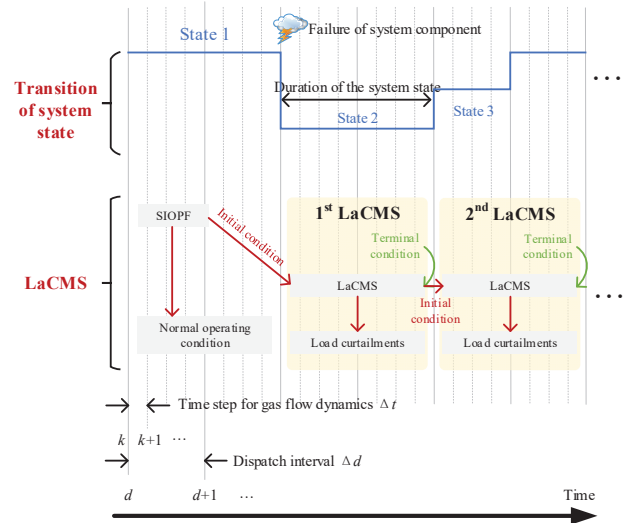 Failure of system component
State 1
Transition
of system
state
Duration of the system state
State 2
State 3
...
1st LaCMS
2nd LaCMS
SIOPF
Initial condition
Terminal
condition
Terminal
condition
LaCMS
LaCMS
LaCMS
Initial
condition
...
Normal operating
condition
Load curtailments
Load curtailments
Time step for gas flow dynamics Δt
k k+1 ...
Dispatch interval Δd
d d+1 ... Time